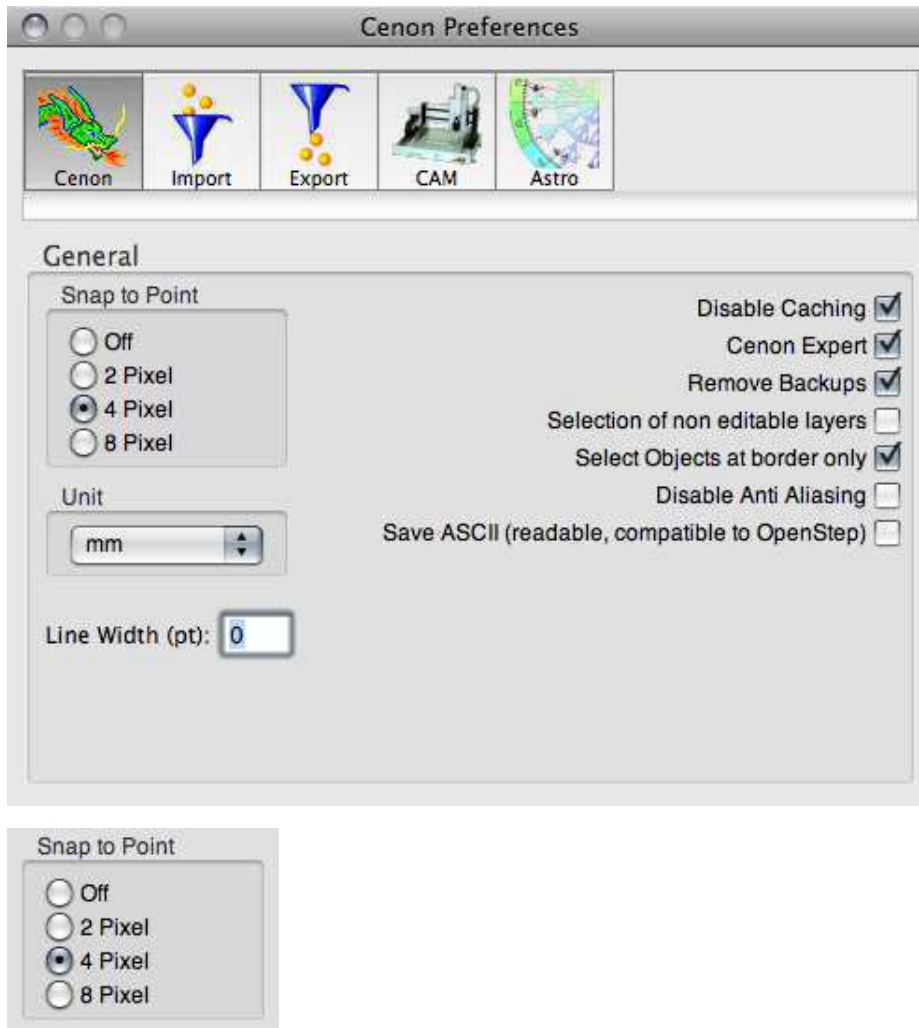 Cenon Preferences
Cenon
Import
Export
CAM
Astro
General
Snap to Point
Off
2 Pixel
4 Pixel
8 Pixel
Unit
mm
Line Width (pt): 0
Disable Caching
Cenon Expert
Remove Backups
Selection of non editable layers
Select Objects at border only
Disable Anti Aliasing
Save ASCII (readable, compatible to OpenStep)
Snap to Point
Off
2 Pixel
4 Pixel
8 Pixel